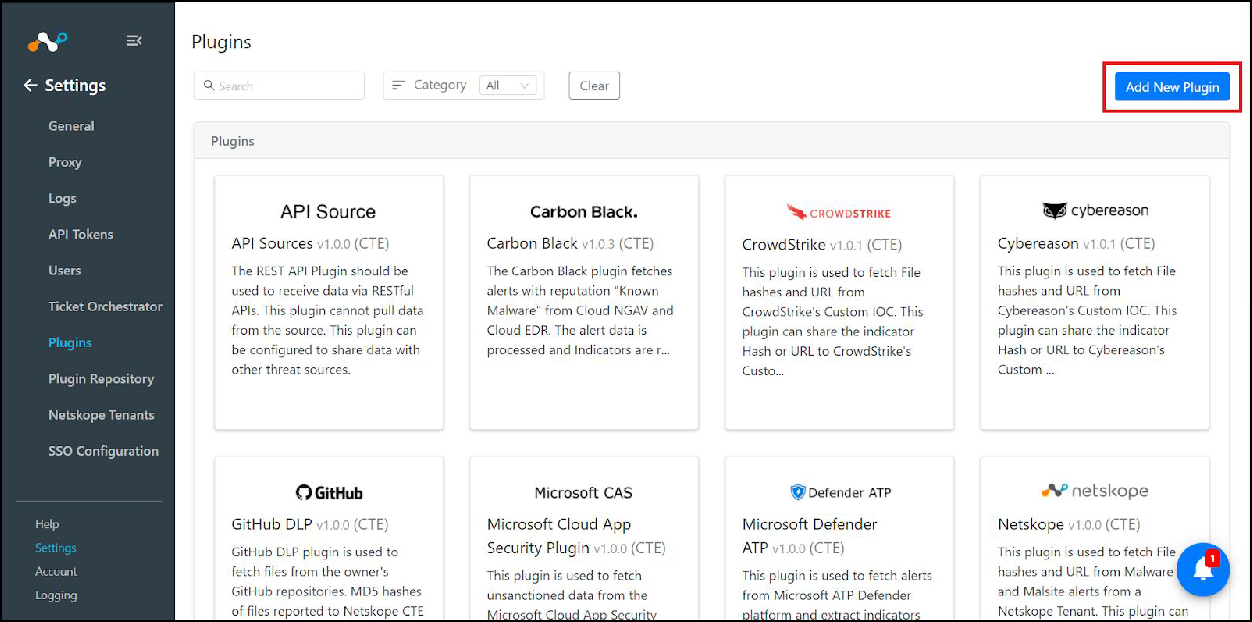 Settings
General
Proxy
Logs
API Tokens
Users
Ticket Orchestrator
Plugins
Plugin Repository
Netskope Tenants
SSO Configuration
Help
Settings
Account
Logging
Plugins
Search
Category
All
Clear
Add New Plugin
Plugins
API Source
API Sources v1.0.0 (CTE)
The REST API Plugin should be
used to receive data via RESTful
APIs. This plugin cannot pull data
from the source. This plugin can
be configured to share data with
other threat sources.
Carbon Black.
Carbon Black v1.0.3 (CTE)
The Carbon Black plugin fetches
alerts with reputation "Known
Malware" from Cloud NGAV and
Cloud EDR. The alert data is
processed and Indicators are r...
CROWDSTRIKE
CrowdStrike v1.0.1 (CTE)
This plugin is used to fetch File
hashes and URL from
CrowdStrike's Custom IOC. This
plugin can share the indicator
Hash or URL to CrowdStrike's
Custo...
cybereason
Cybereason v1.0.1 (CTE)
This plugin is used to fetch File
hashes and URL from
Cybereason's Custom IOC. This
plugin can share the indicator
Hash or URL to Cybereason's
Custom ...
GitHub
GitHub DLP v1.0.0 (CTE)
GitHub DLP plugin is used to
fetch files from the owner's
GitHub repositories. MD5 hashes
of files reported to Netskope CTE
Microsoft CAS
Microsoft Cloud App
Security Plugin v1.0.0 (CTE)
This plugin is used to fetch
unsanctioned data from the
Microsoft Cloud App Security
Defender ATP
Microsoft Defender
ATP v1.0.0 (CTE)
This plugin is used to fetch alerts
from Microsoft ATP Defender
platform and extract indicators
netskope
Netskope v1.0.0 (CTE)
This plugin is used to fetch File
hashes and URL from Malware
and Malsite alerts from a
Netskope Tenant. This plugin can
1